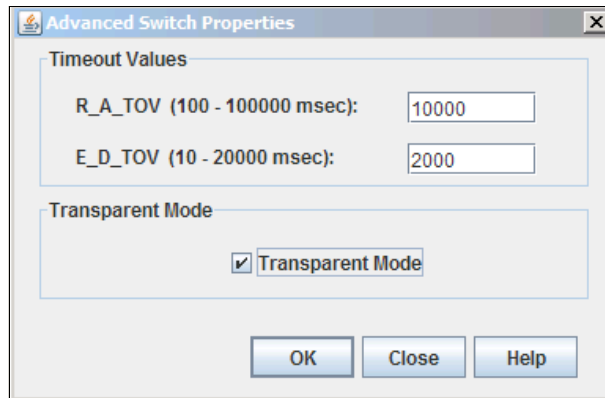 Advanced Switch Properties
Timeout Values
R_A_TOV (100 - 100000 msec): 10000
E_D_TOV (10 - 20000 msec): 2000
Transparent Mode
Transparent Mode
OK Close Help